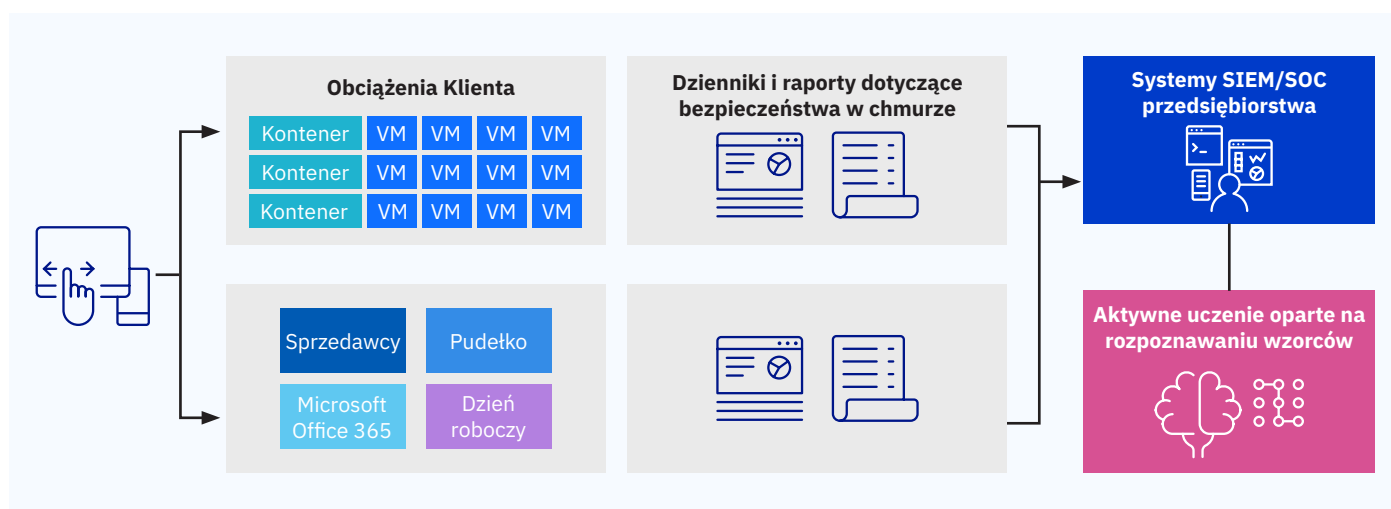 Obciążenia Klienta
Kontener VM VM VM VM
Kontener VM VM VM VM
Kontener VM VM VM VM
Dzienniki i raporty dotyczące
bezpieczeństwa w chmurze
Systemy SIEM/SOC
przedsiębiorstwa
Sprzedawcy
Pudełko
Microsoft
Office 365
Dzień
roboczy
Aktywne uczenie oparte na
rozpoznawaniu wzorców